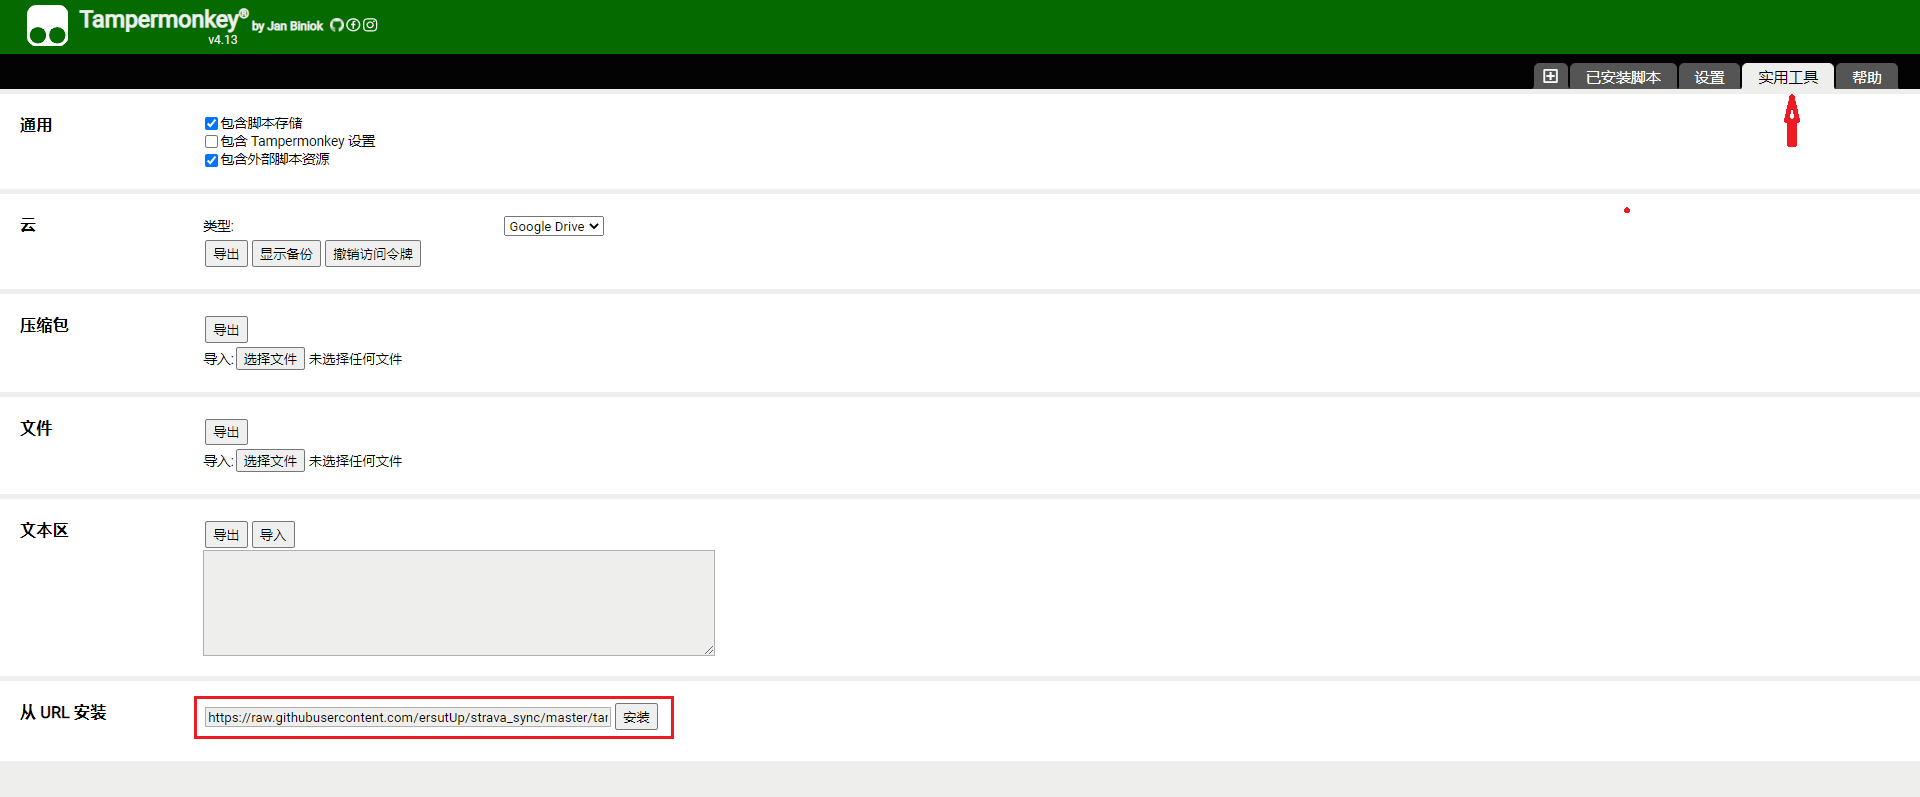 Tampermonkey® by Jan Biniok
v4.13
已安装脚本 设置 实用工具 帮助
通用
包含脚本存储
包含 Tampermonkey 设置
包含外部脚本资源
云
类型: Google Drive
导出 显示备份 撤销访问令牌
压缩包
导出
导入: 选择文件 未选择任何文件
文件
导出
导入: 选择文件 未选择任何文件
文本区
导出 导入
从 URL 安装
https://raw.githubusercontent.com/ersutUp/strava_sync/master/tar 安装